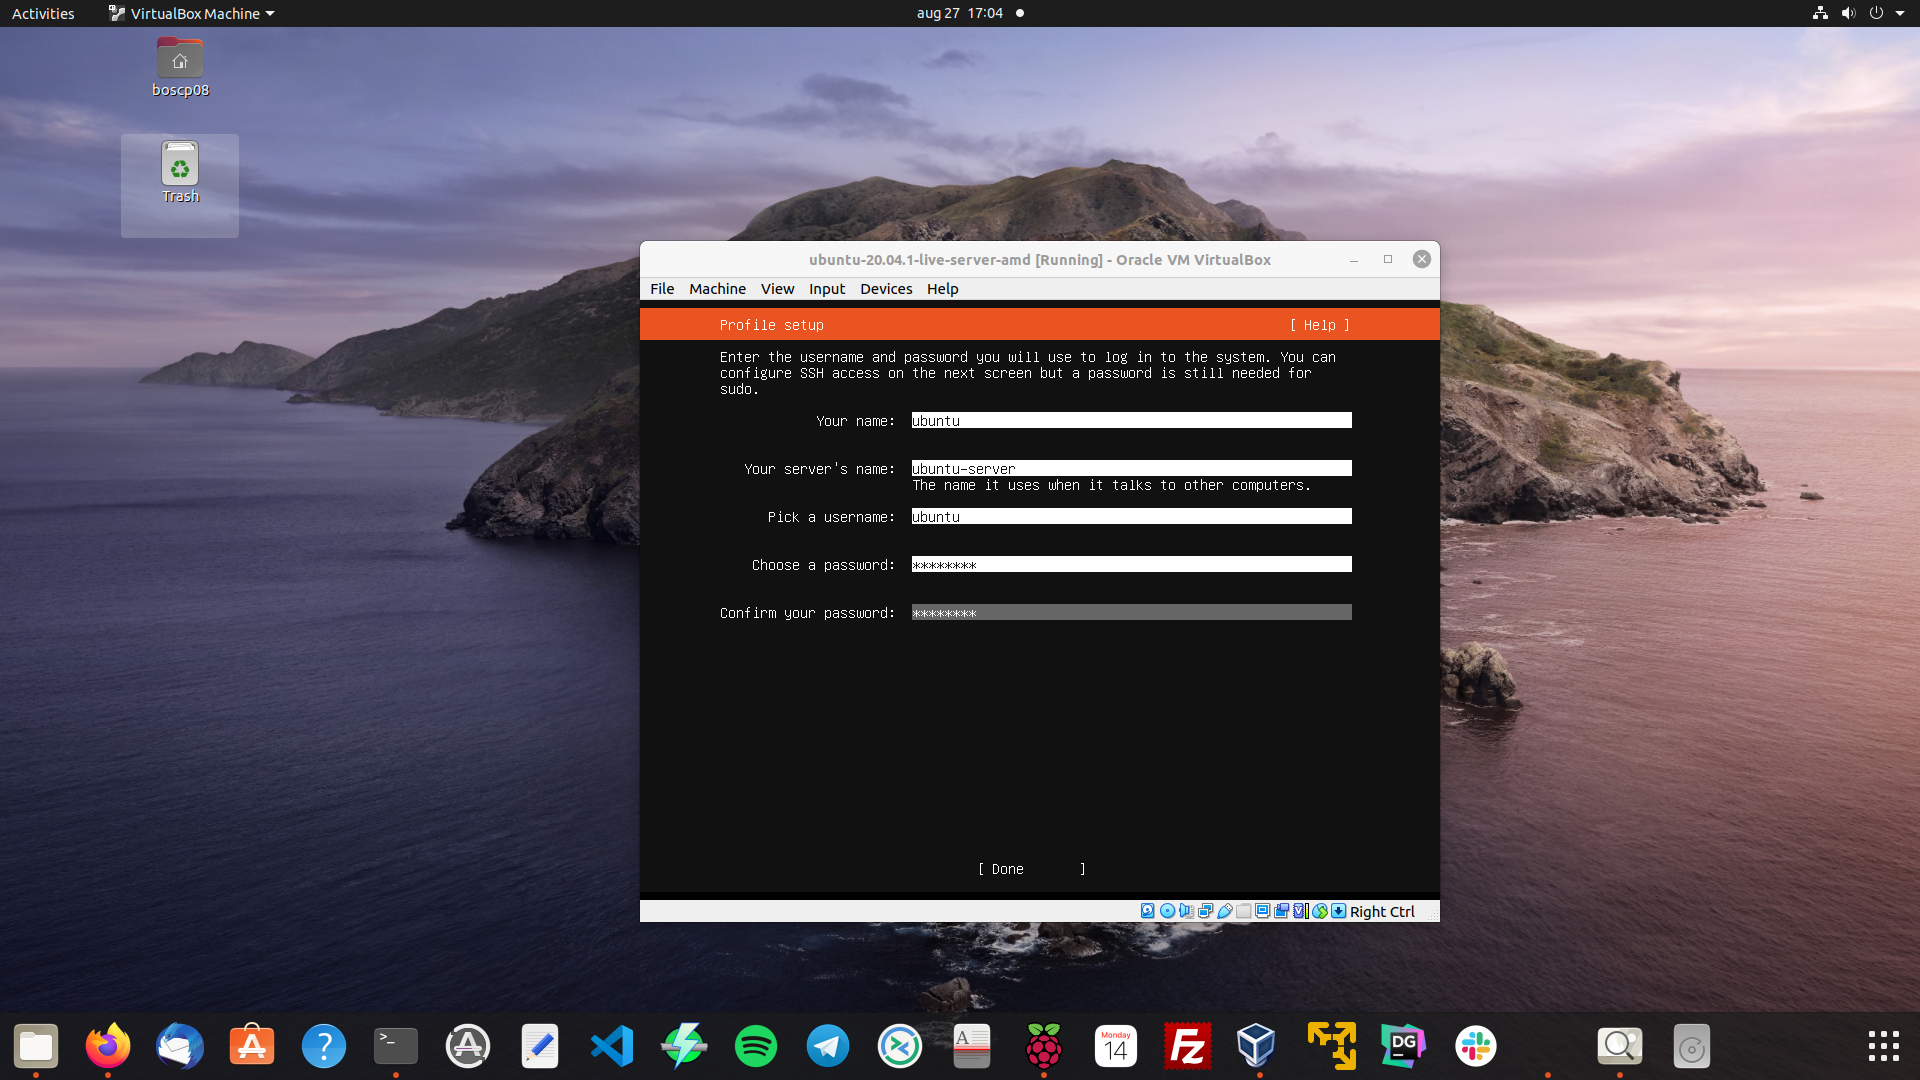 Activities
VirtualBox Machine
aug 27 17:04
boscp08
Trash
ubuntu-20.04.1-live-server-amd [Running] - Oracle VM VirtualBox
File Machine View Input Devices Help
Profile setup [ Help ]
Enter the username and password you will use to log in to the system. You can
configure SSH access on the next screen but a password is still needed for
sudo.
Your name: ubuntu
Your server's name: ubuntu-server
The name it uses when it talks to other computers.
Pick a username: ubuntu
Choose a password: ********
Confirm your password: ********
[ Done ]
Right Ctrl
>_
?
A
Monday
14
Fz
DG